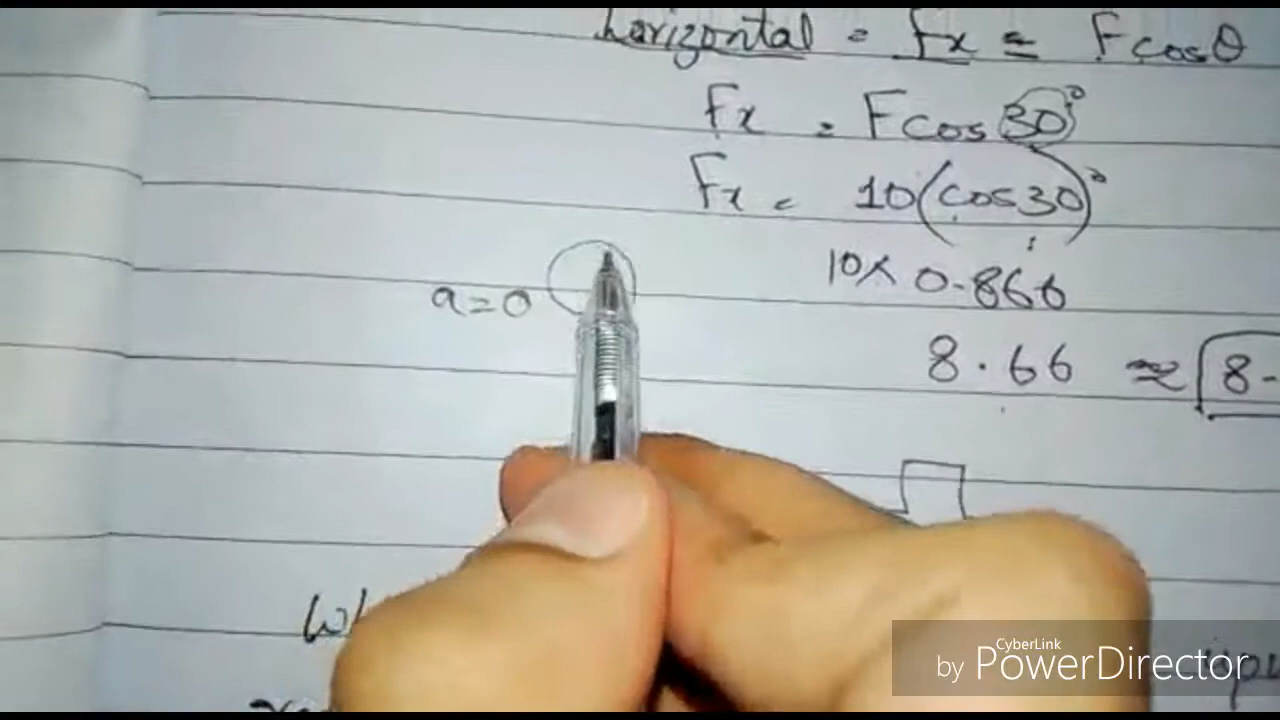 horizontal = Fx = Fcosθ
Fx = Fcos30°
Fx = 10(cos30)°
10× 0.866
a=0
8.66 ≈ 8.
CyberLink
by PowerDirector